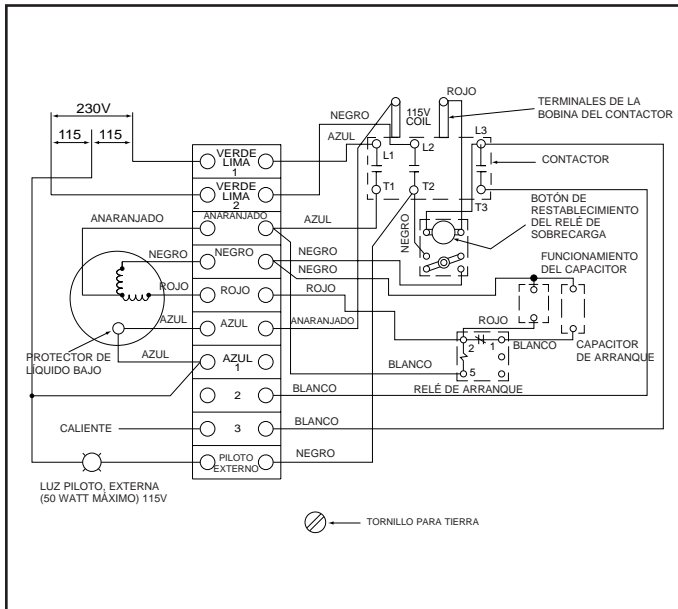 230V
115
115
ANARANJADO
NEGRO
ROJO
AZUL
AZUL
PROTECTOR DE
LÍQUIDO BAJO
CALIENTE
LUZ PILOTO, EXTERNA
(50 WATT MÁXIMO) 115V
VERDE
LIMA
1
VERDE
LIMA
2
ANARANJADO
NEGRO
ROJO
AZUL
AZUL
1
2
3
PILOTO
EXTERNO
NEGRO
AZUL
AZUL
NEGRO
NEGRO
ROJO
ANARANJADO
BLANCO
BLANCO
BLANCO
NEGRO
115V
COIL
ROJO
L1
L2
L3
T1
T2
T3
NEGRO
TERMINALES DE LA
BOBINA DEL CONTACTOR
CONTACTOR
BOTÓN DE
RESTABLECIMIENTO
DEL RELÉ DE
SOBRECARGA
FUNCIONAMIENTO
DEL CAPACITOR
ROJO
2
1
5
BLANCO
CAPACITOR
DE ARRANQUE
RELÉ DE ARRANQUE
TORNILLO PARA TIERRA